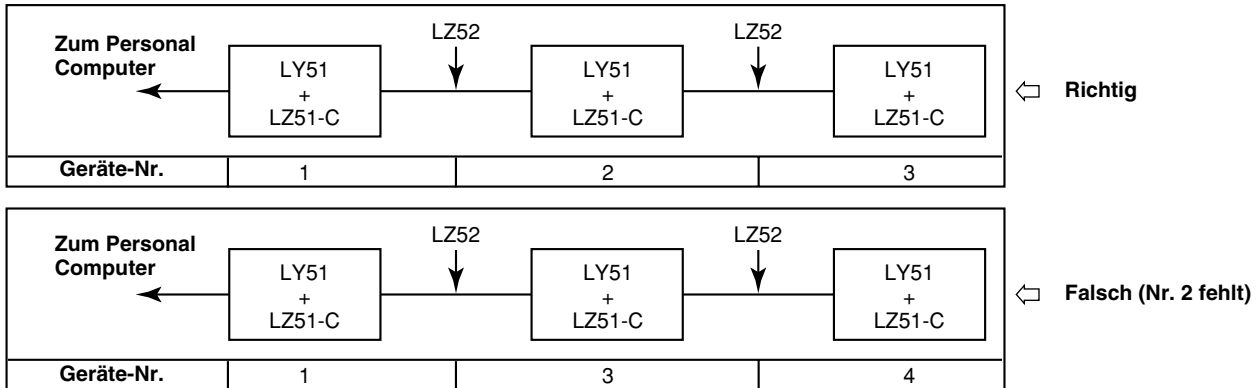 LZ52 LZ52
Zum Personal
Computer
LY51 LY51 LY51
+ + +
LZ51-C LZ51-C LZ51-C
Richtig
Geräte-Nr. 1 2 3
LZ52 LZ52
Zum Personal
Computer
LY51 LY51 LY51
+ + +
LZ51-C LZ51-C LZ51-C
Falsch (Nr. 2 fehlt)
Geräte-Nr. 1 3 4